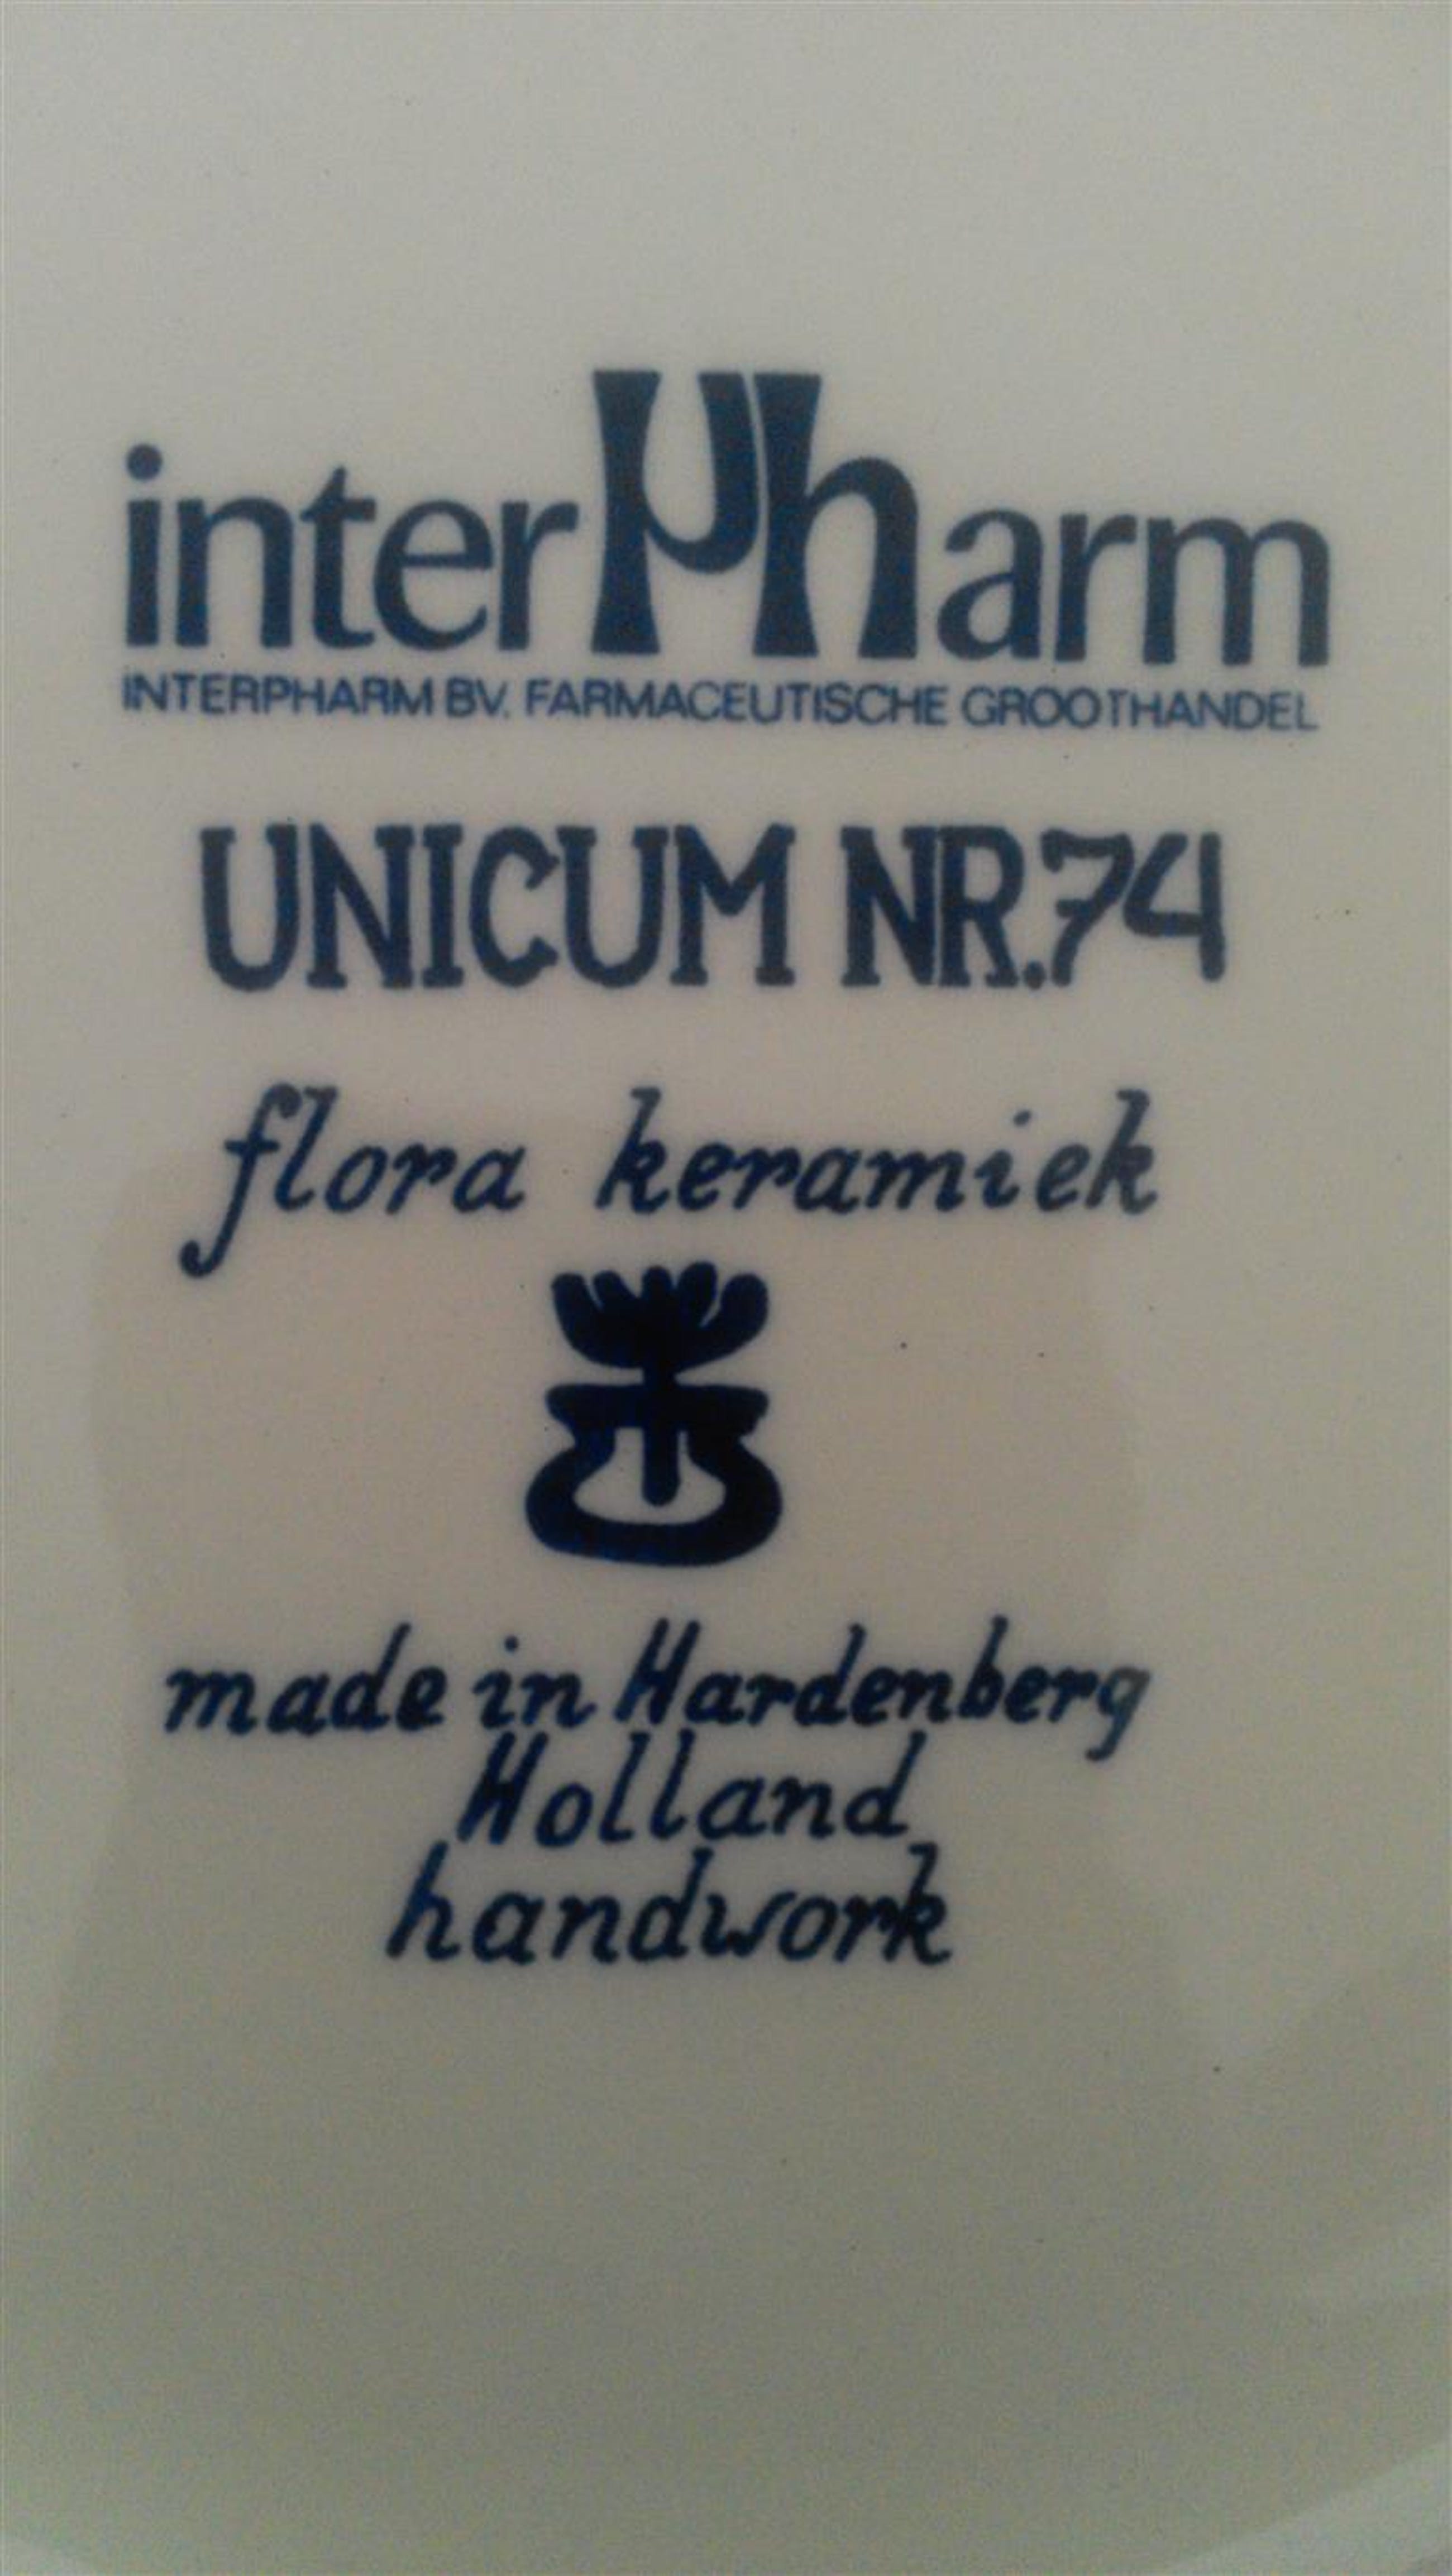 interPharm
INTERPHARM BV. FARMACEUTISCHE GROOTHANDEL
UNICUM NR.74
flora keramiek
made in Hardenberg
Holland
handwork